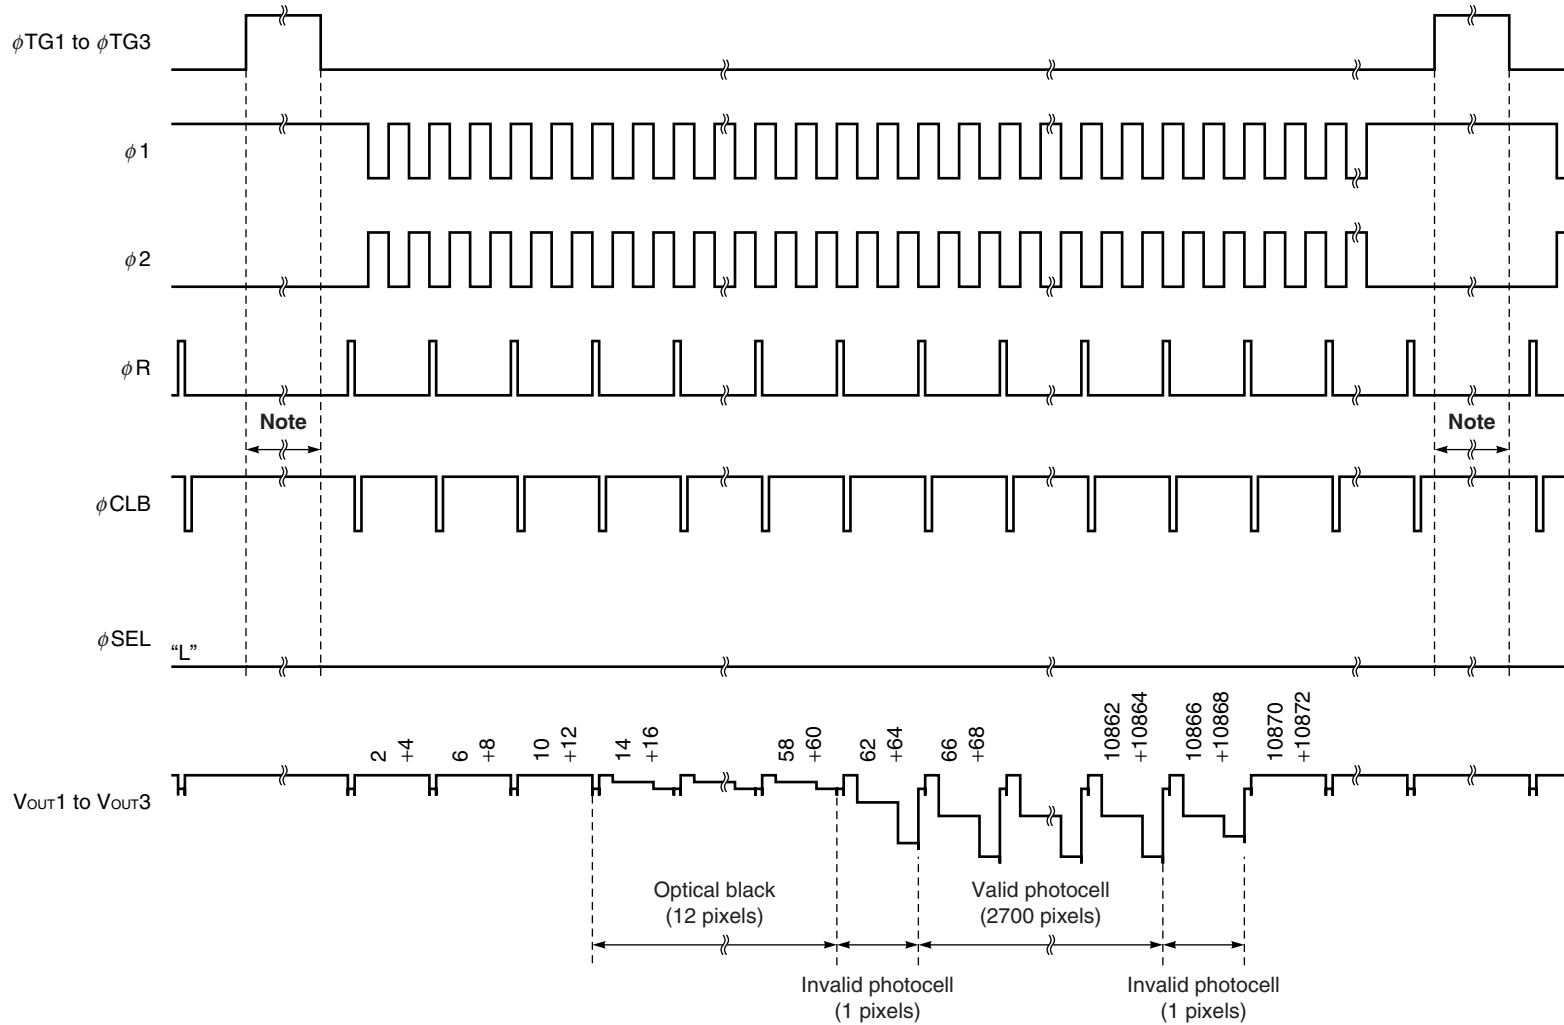 ϕTG1 to ϕTG3
ϕ1
ϕ2
ϕR
Note
Note
ϕCLB
ϕSEL
“L”
2
+4
6
+8
10
+12
14
+16
58
+60
62
+64
66
+68
10862
+10864
10866
+10868
10870
+10872
VOUT1 to VOUT3
Optical black
(12 pixels)
Valid photocell
(2700 pixels)
Invalid photocell
(1 pixels)
Invalid photocell
(1 pixels)